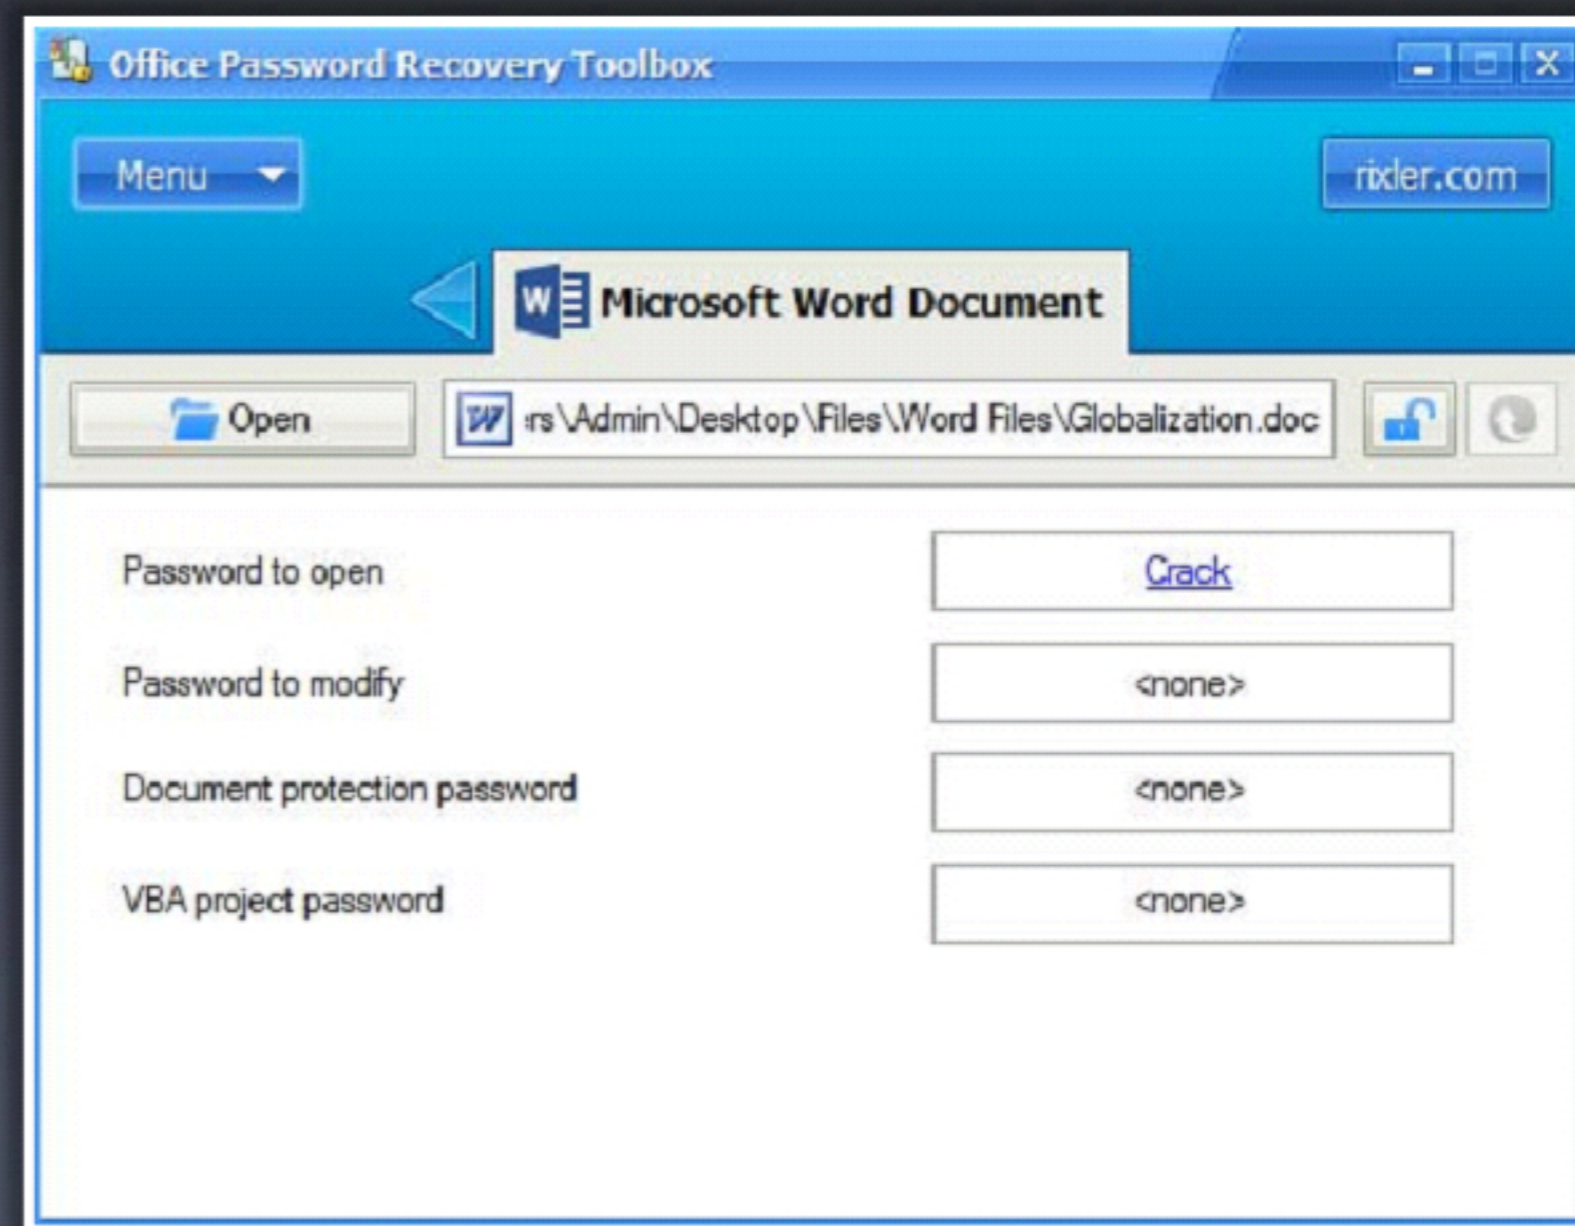 Office Password Recovery Toolbox
Menu
rixler.com
W Microsoft Word Document
Open
W :rs\Admin\Desktop\Files\Word Files\Globalization.doc
Password to open
Crack
Password to modify
<none>
Document protection password
<none>
VBA project password
<none>